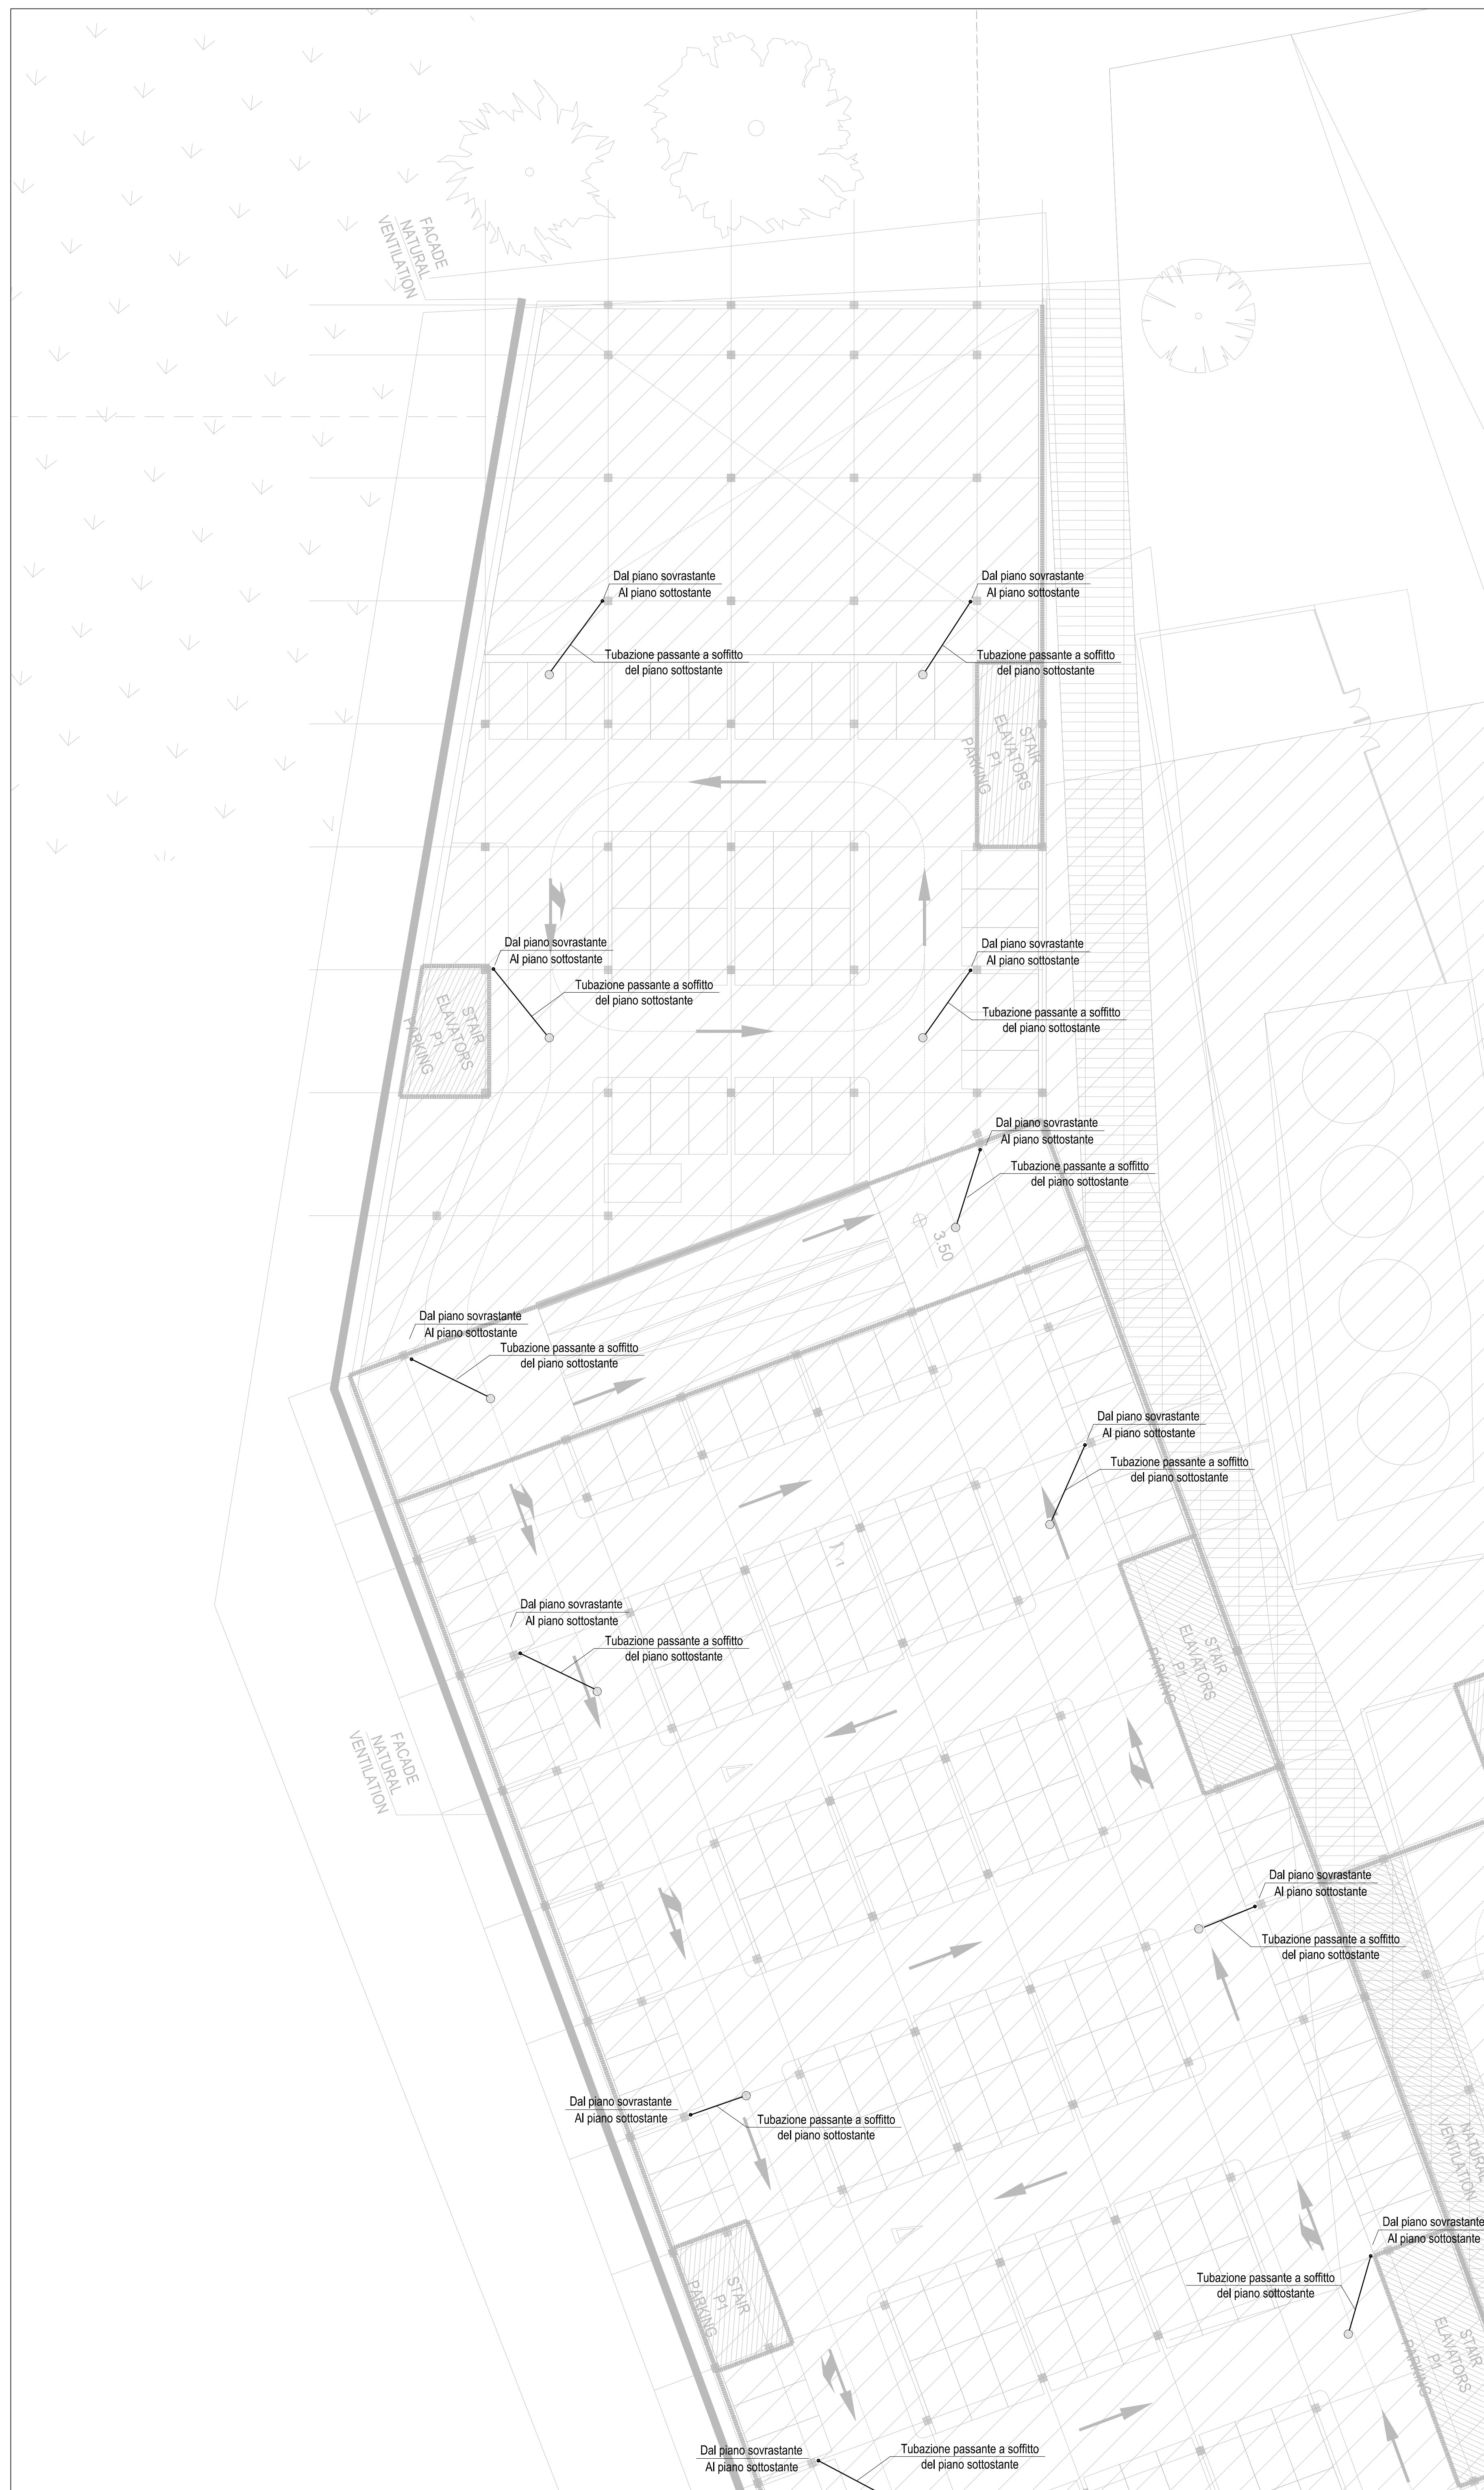 FACADE
NATURAL
VENTILATION
Dal piano sovrastante
Al piano sottostante
Tubazione passante a soffitto
del piano sottostante
Dal piano sovrastante
Al piano sottostante
Tubazione passante a soffitto
del piano sottostante
STAIR
ELAVATORS
P1
PARKING
Dal piano sovrastante
Al piano sottostante
Tubazione passante a soffitto
del piano sottostante
Dal piano sovrastante
Al piano sottostante
Tubazione passante a soffitto
del piano sottostante
STAIR
ELAVATORS
P1
PARKING
Dal piano sovrastante
Al piano sottostante
Tubazione passante a soffitto
del piano sottostante
3.50
Dal piano sovrastante
Al piano sottostante
Tubazione passante a soffitto
del piano sottostante
Dal piano sovrastante
Al piano sottostante
Tubazione passante a soffitto
del piano sottostante
Dal piano sovrastante
Al piano sottostante
Tubazione passante a soffitto
del piano sottostante
STAIR
ELAVATORS
P1
PARKING
FACADE
NATURAL
VENTILATION
Dal piano sovrastante
Al piano sottostante
Tubazione passante a soffitto
del piano sottostante
Dal piano sovrastante
Al piano sottostante
Tubazione passante a soffitto
del piano sottostante
NATURAL
VENTILATION
Dal piano sovrastante
Al piano sottostante
Tubazione passante a soffitto
del piano sottostante
STAIR
P1
PARKING
STAIR
ELAVATORS
P1
PARKING
Dal piano sovrastante
Al piano sottostante
Tubazione passante a soffitto
del piano sottostante